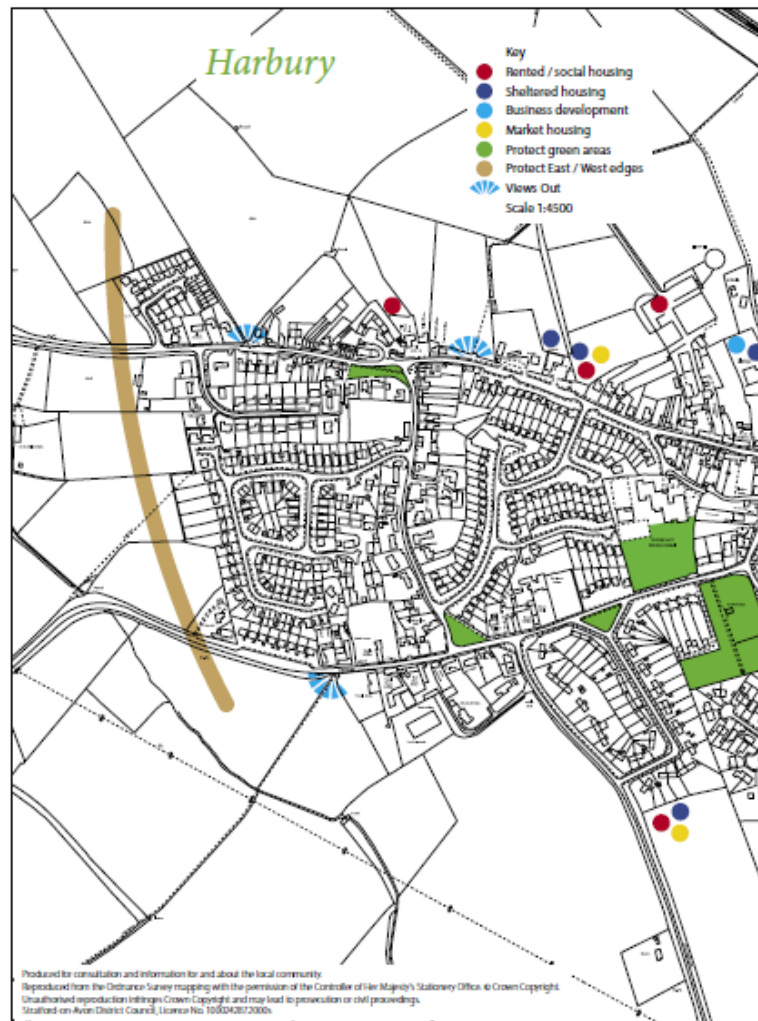 Harbury
Key
Rented / social housing
Sheltered housing
Business development
Market housing
Protect green areas
Protect East / West edges
Views Out
Scale 1:4500
Produced for consultation and information for and about the local community.
Reproduced from the Ordnance Survey mapping with the permission of the Controller of Her Majesty's Stationery Office. © Crown Copyright.
Unauthorised reproduction infringes Crown Copyright and may lead to prosecution or civil proceedings.
Stratford-on-Avon District Council, Licence No.